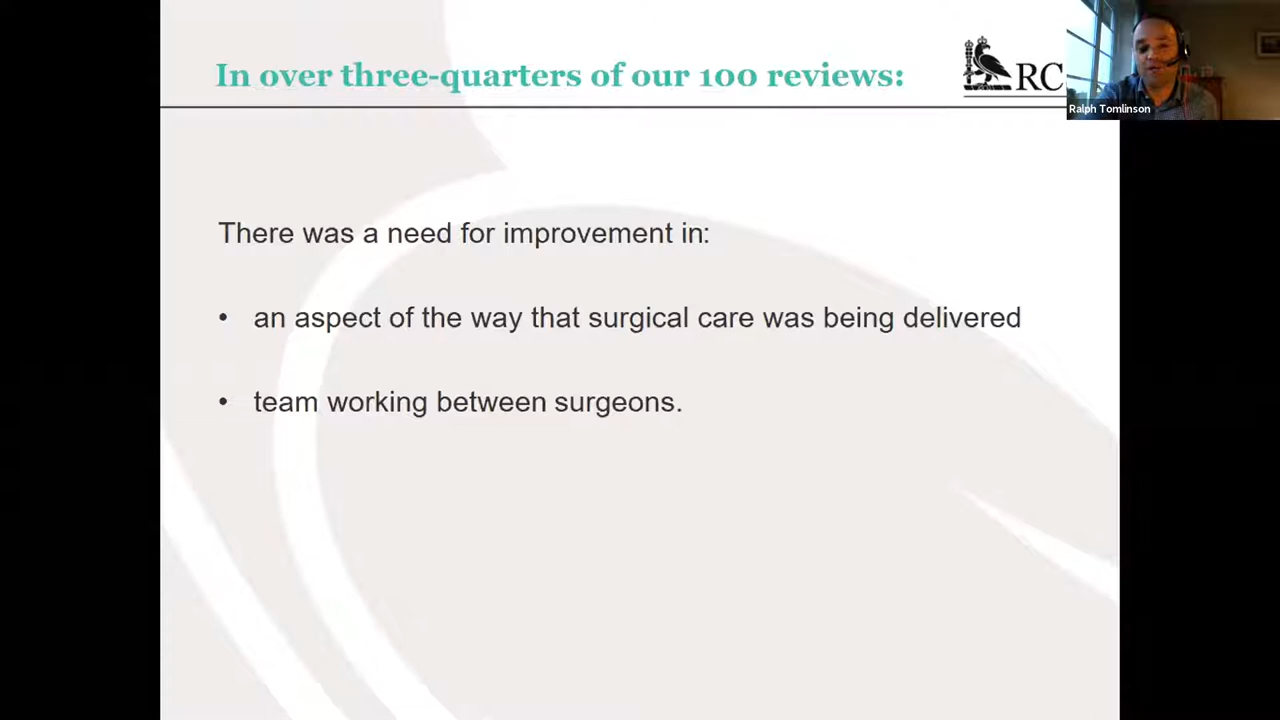 In over three-quarters of our 100 reviews:
RC
Ralph Tomlinson
There was a need for improvement in:
• an aspect of the way that surgical care was being delivered
• team working between surgeons.